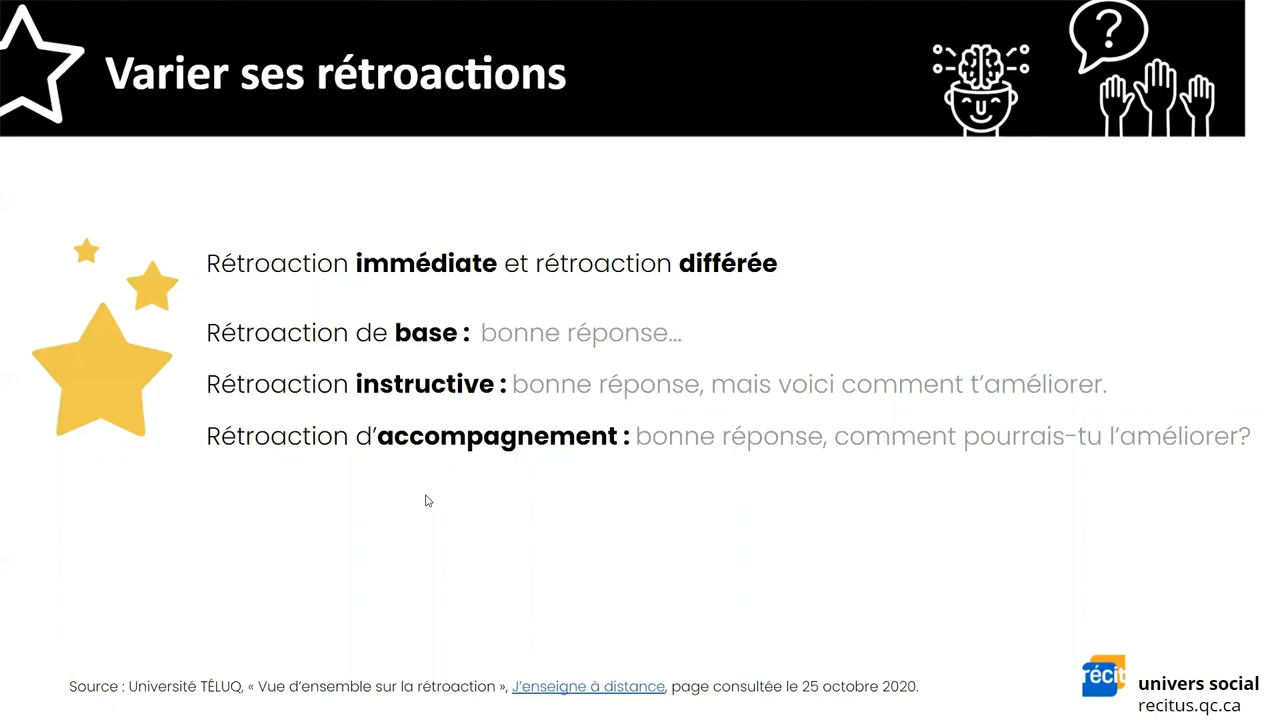 Varier ses rétroactions
?
Rétroaction immédiate et rétroaction différée
Rétroaction de base : bonne réponse...
Rétroaction instructive : bonne réponse, mais voici comment t’améliorer.
Rétroaction d’accompagnement : bonne réponse, comment pourrais-tu l’améliorer?
Source : Université TÉLUQ, « Vue d’ensemble sur la rétroaction », J’enseigne à distance, page consultée le 25 octobre 2020.
récit
univers social
recitus.qc.ca